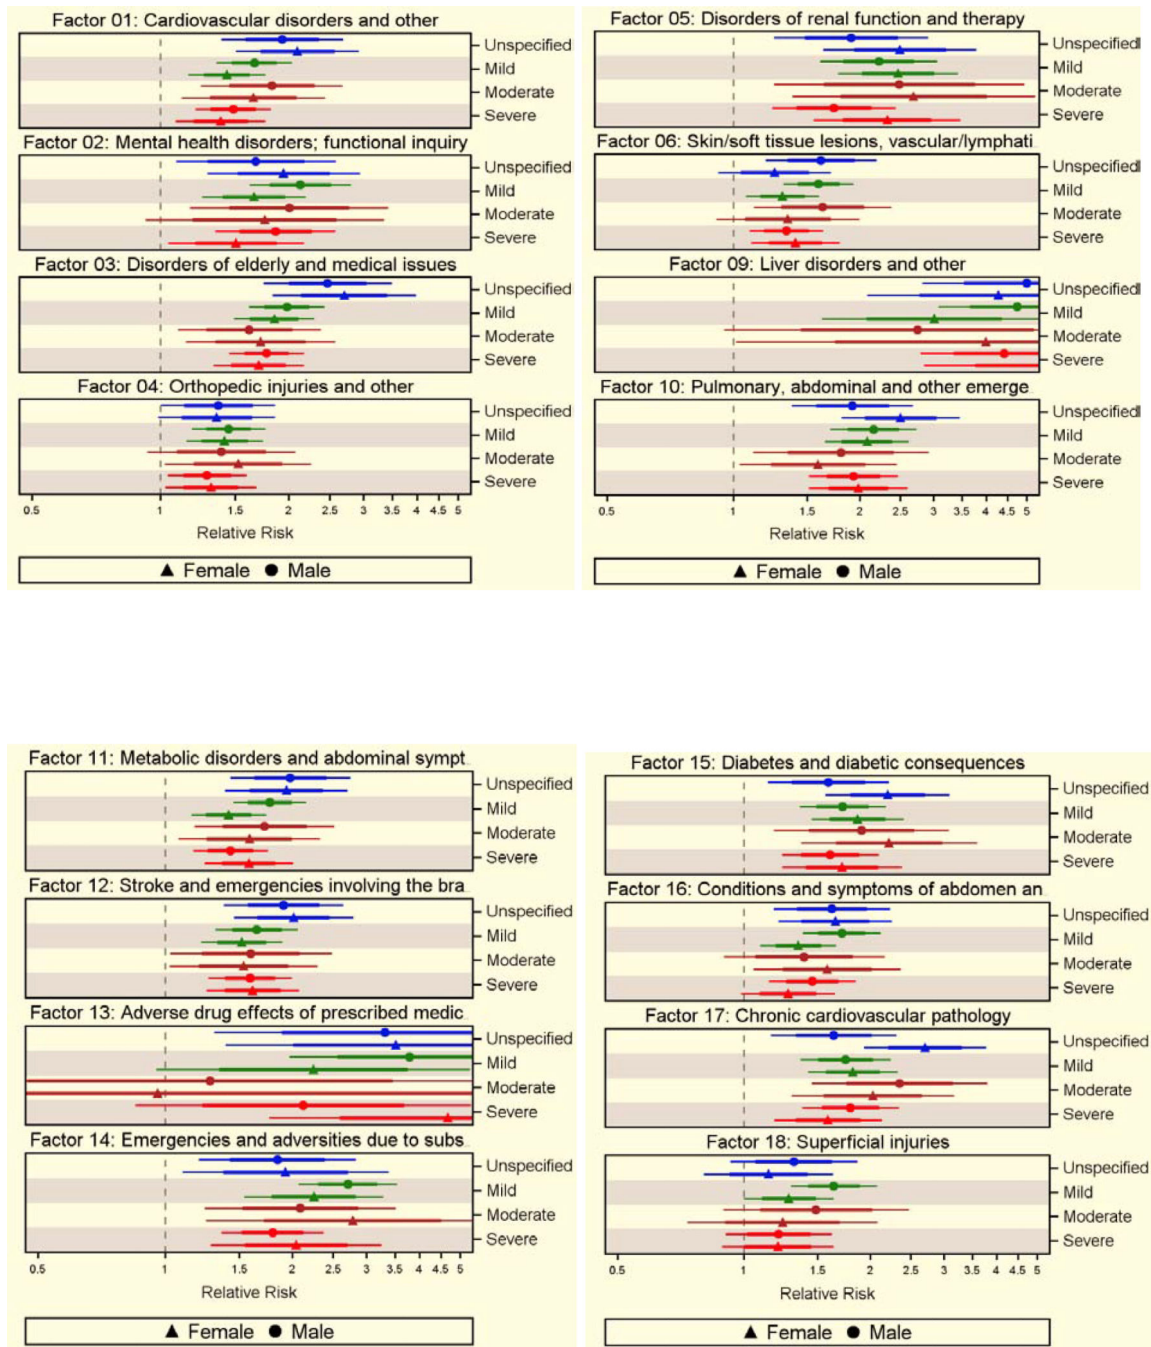 Factor 01: Cardiovascular disorders and other
Unspecified
Mild
Moderate
Severe
Factor 02: Mental health disorders; functional inquiry
Unspecified
Mild
Moderate
Severe
Factor 03: Disorders of elderly and medical issues
Unspecified
Mild
Moderate
Severe
Factor 04: Orthopedic injuries and other
Unspecified
Mild
Moderate
Severe
0.5 1 1.5 2 2.5 3 3.5 4 4.5 5
Relative Risk
Female Male
Factor 05: Disorders of renal function and therapy
Unspecified
Mild
Moderate
Severe
Factor 06: Skin/soft tissue lesions, vascular/lymphati
Unspecified
Mild
Moderate
Severe
Factor 09: Liver disorders and other
Unspecified
Mild
Moderate
Severe
Factor 10: Pulmonary, abdominal and other emerge
Unspecified
Mild
Moderate
Severe
0.5 1 1.5 2 2.5 3 3.5 4 4.5 5
Relative Risk
Female Male
Factor 11: Metabolic disorders and abdominal sympt
Unspecified
Mild
Moderate
Severe
Factor 12: Stroke and emergencies involving the bra
Unspecified
Mild
Moderate
Severe
Factor 13: Adverse drug effects of prescribed medic
Unspecified
Mild
Moderate
Severe
Factor 14: Emergencies and adversities due to subs
Unspecified
Mild
Moderate
Severe
0.5 1 1.5 2 2.5 3 3.5 4 4.5 5
Relative Risk
Female Male
Factor 15: Diabetes and diabetic consequences
Unspecified
Mild
Moderate
Severe
Factor 16: Conditions and symptoms of abdomen an
Unspecified
Mild
Moderate
Severe
Factor 17: Chronic cardiovascular pathology
Unspecified
Mild
Moderate
Severe
Factor 18: Superficial injuries
Unspecified
Mild
Moderate
Severe
0.5 1 1.5 2 2.5 3 3.5 4 4.5 5
Relative Risk
Female Male